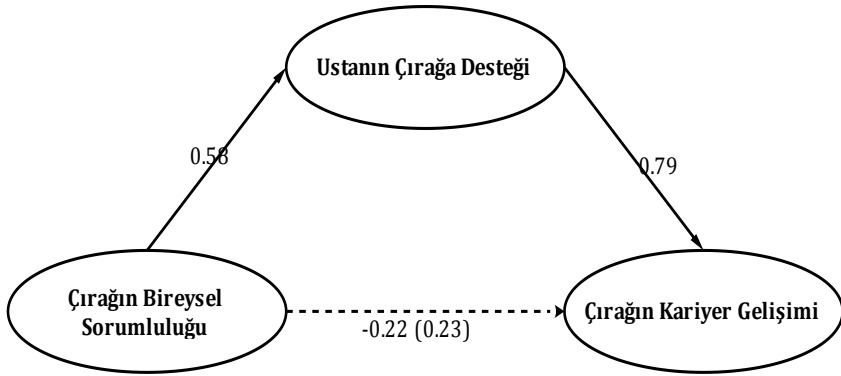 Ustanın Çırağa Desteği
0.58
0.79
Çırağın Bireysel
Sorumluluğu
-0.22 (0.23)
Çırağın Kariyer Gelişimi